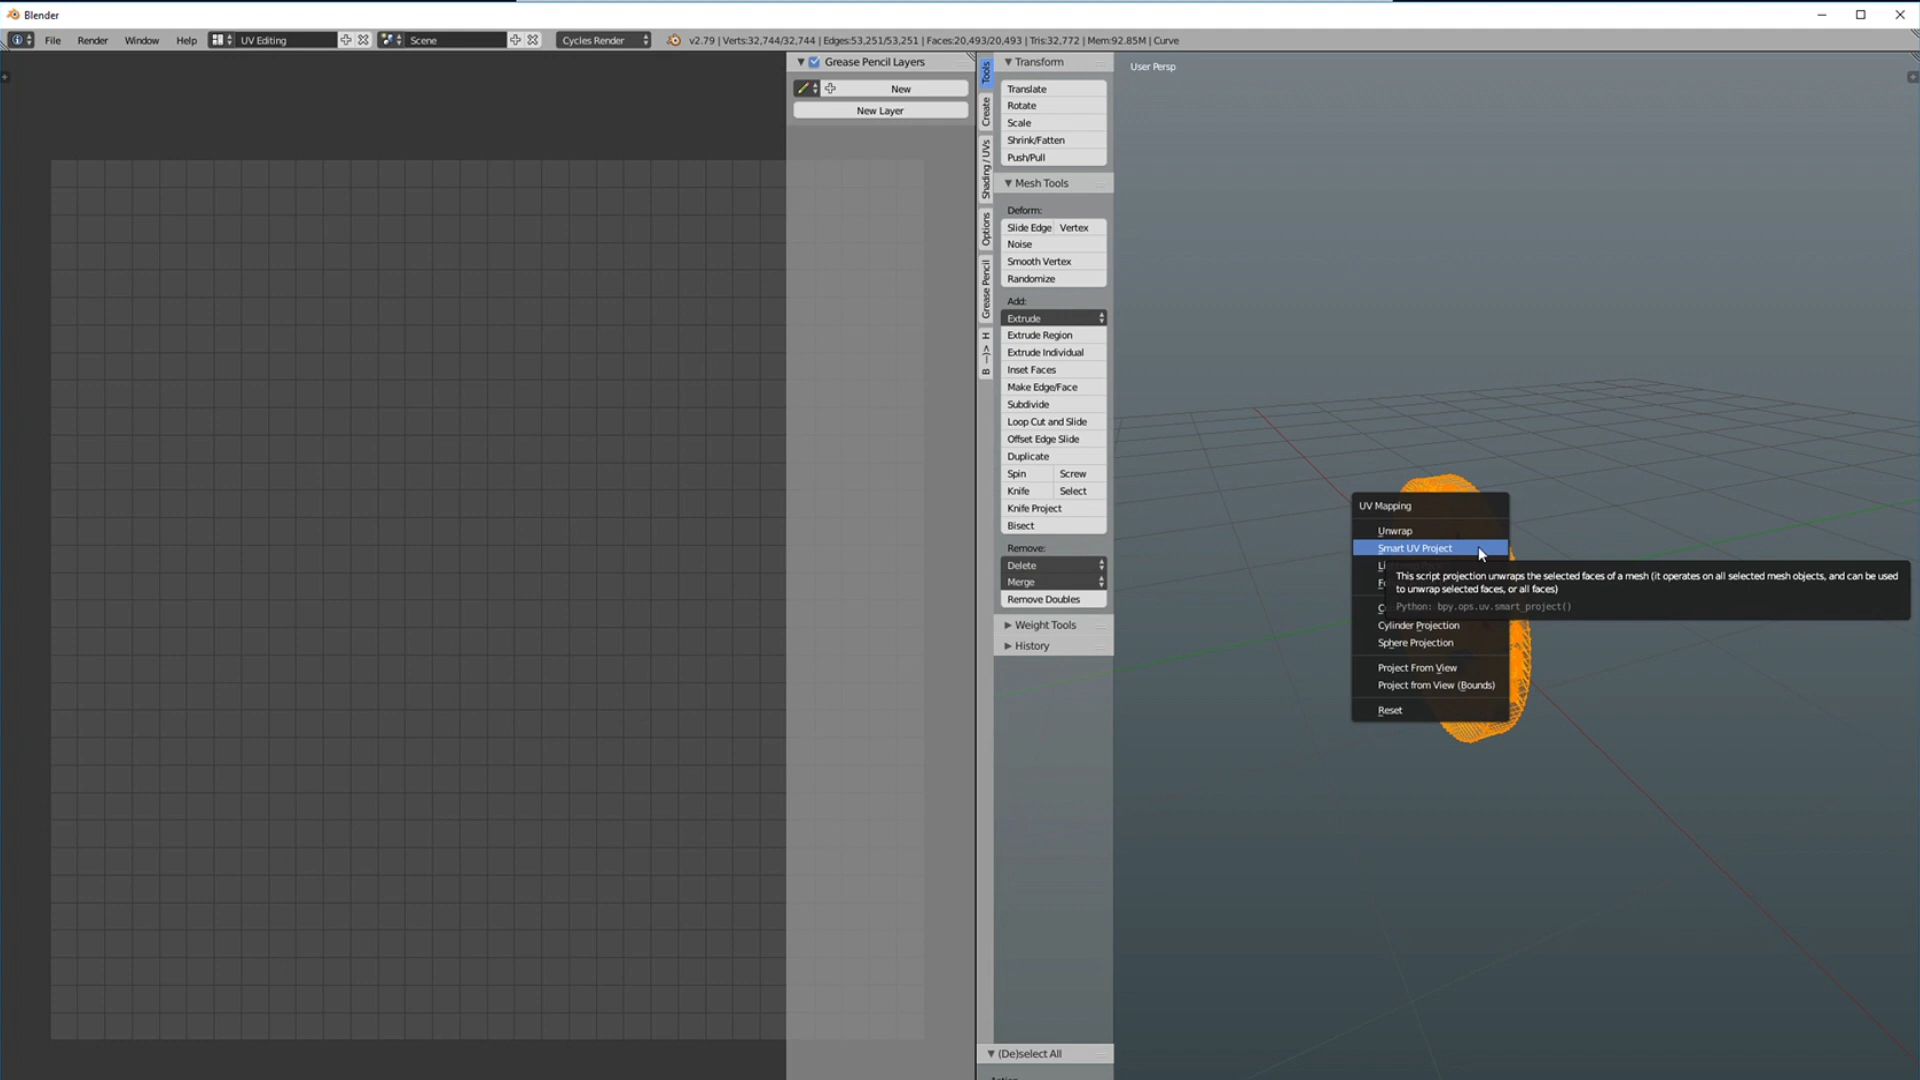 Blender
File Render Window Help UV Editing Scene Cycles Render v2.79 | Verts:32,744/32,744 | Edges:53,251/53,251 | Faces:20,493/20,493 | Tris:32,772 | Mem:92.85M | Curve
Grease Pencil Layers
New
New Layer
Tools
Create
Shading / UVs
Options
Grease Pencil
B —)> H
Transform
Translate
Rotate
Scale
Shrink/Fatten
Push/Pull
Mesh Tools
Deform:
Slide Edge Vertex
Noise
Smooth Vertex
Randomize
Add:
Extrude
Extrude Region
Extrude Individual
Inset Faces
Make Edge/Face
Subdivide
Loop Cut and Slide
Offset Edge Slide
Duplicate
Spin Screw
Knife Select
Knife Project
Bisect
Remove:
Delete
Merge
Remove Doubles
Weight Tools
History
(De)select All
User Persp
UV Mapping
Unwrap
Smart UV Project
This script projection unwraps the selected faces of a mesh (it operates on all selected mesh objects, and can be used
to unwrap selected faces, or all faces)
Python: bpy.ops.uv.smart_project()
Cylinder Projection
Sphere Projection
Project From View
Project from View (Bounds)
Reset